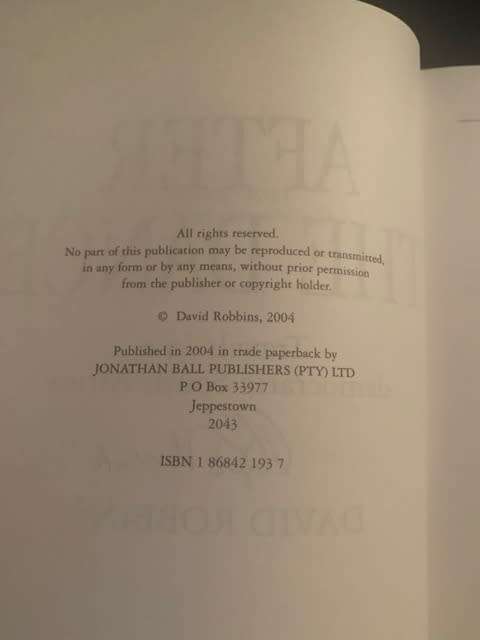 All rights reserved.
No part of this publication may be reproduced or transmitted,
in any form or by any means, without prior permission
from the publisher or copyright holder.
© David Robbins, 2004
Published in 2004 in trade paperback by
JONATHAN BALL PUBLISHERS (PTY) LTD
P O Box 33977
Jeppestown
2043
ISBN 1 86842 193 7